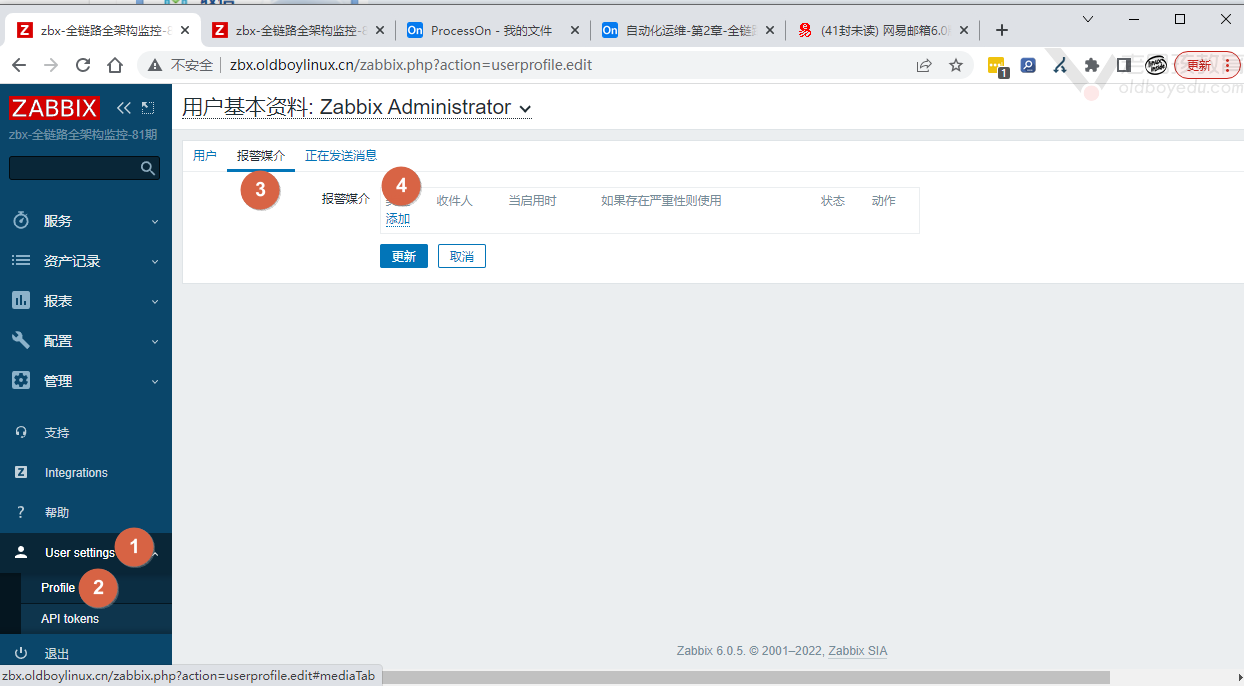 zbx-全链路全架构监控-8
zbx-全链路全架构监控-8
ProcessOn - 我的文件
自动化运维-第2章-全链
(41封未读) 网易邮箱6.0
不安全
zbx.oldboylinux.cn/zabbix.php?action=userprofile.edit
1
更新
oldboyedu.com
ZABBIX
zbx-全链路全架构监控-81期
用户基本资料: Zabbix Administrator
用户
报警媒介
正在发送消息
3
4
报警媒介
收件人
当启用时
如果存在严重性则使用
状态
动作
添加
更新
取消
服务
资产记录
报表
配置
管理
支持
Integrations
帮助
User settings
1
Profile
2
API tokens
退出
Zabbix 6.0.5. © 2001–2022, Zabbix SIA
zbx.oldboylinux.cn/zabbix.php?action=userprofile.edit#mediaTab